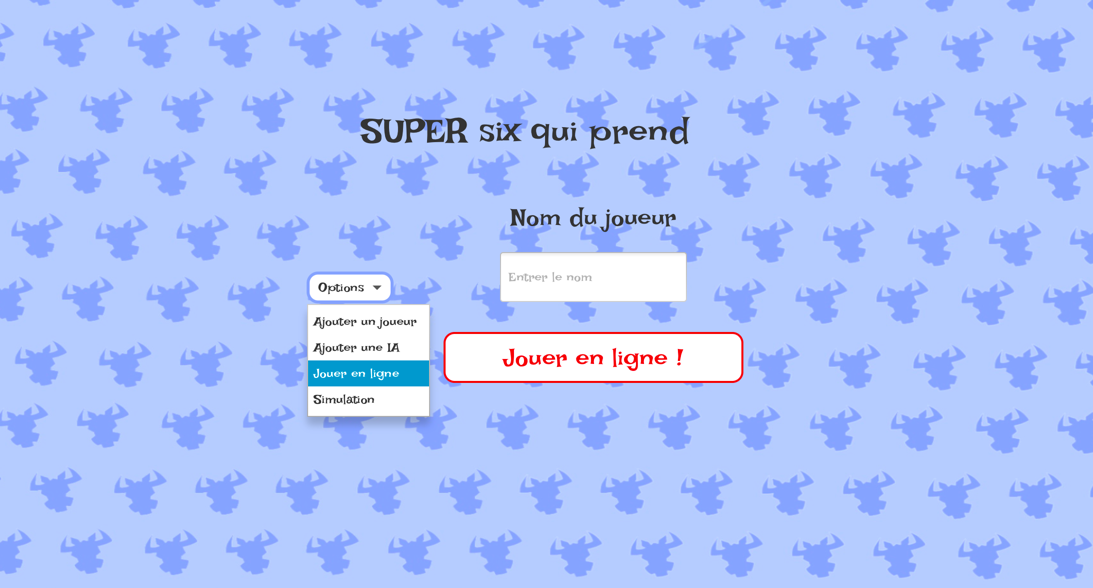 SUPER six qui prend
Nom du joueur
Entrer le nom
Options
Ajouter un joueur
Ajouter une IA
Jouer en ligne
Simulation
Jouer en ligne !